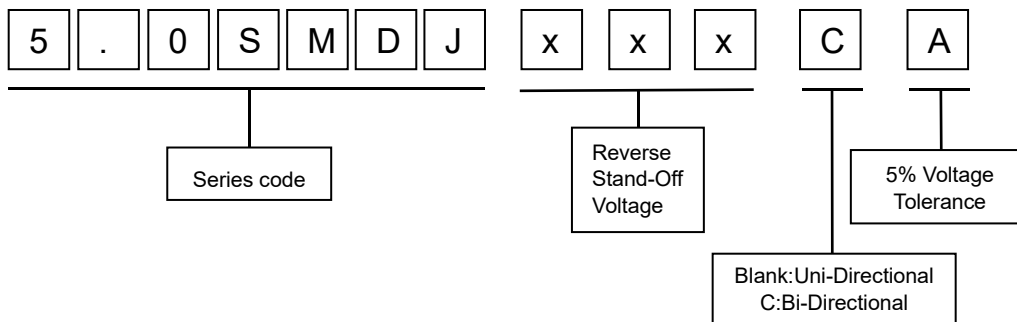 5 . 0 S M D J x x x C A
Series code
Reverse
Stand-Off
Voltage
5% Voltage
Tolerance
Blank:Uni-Directional
C:Bi-Directional